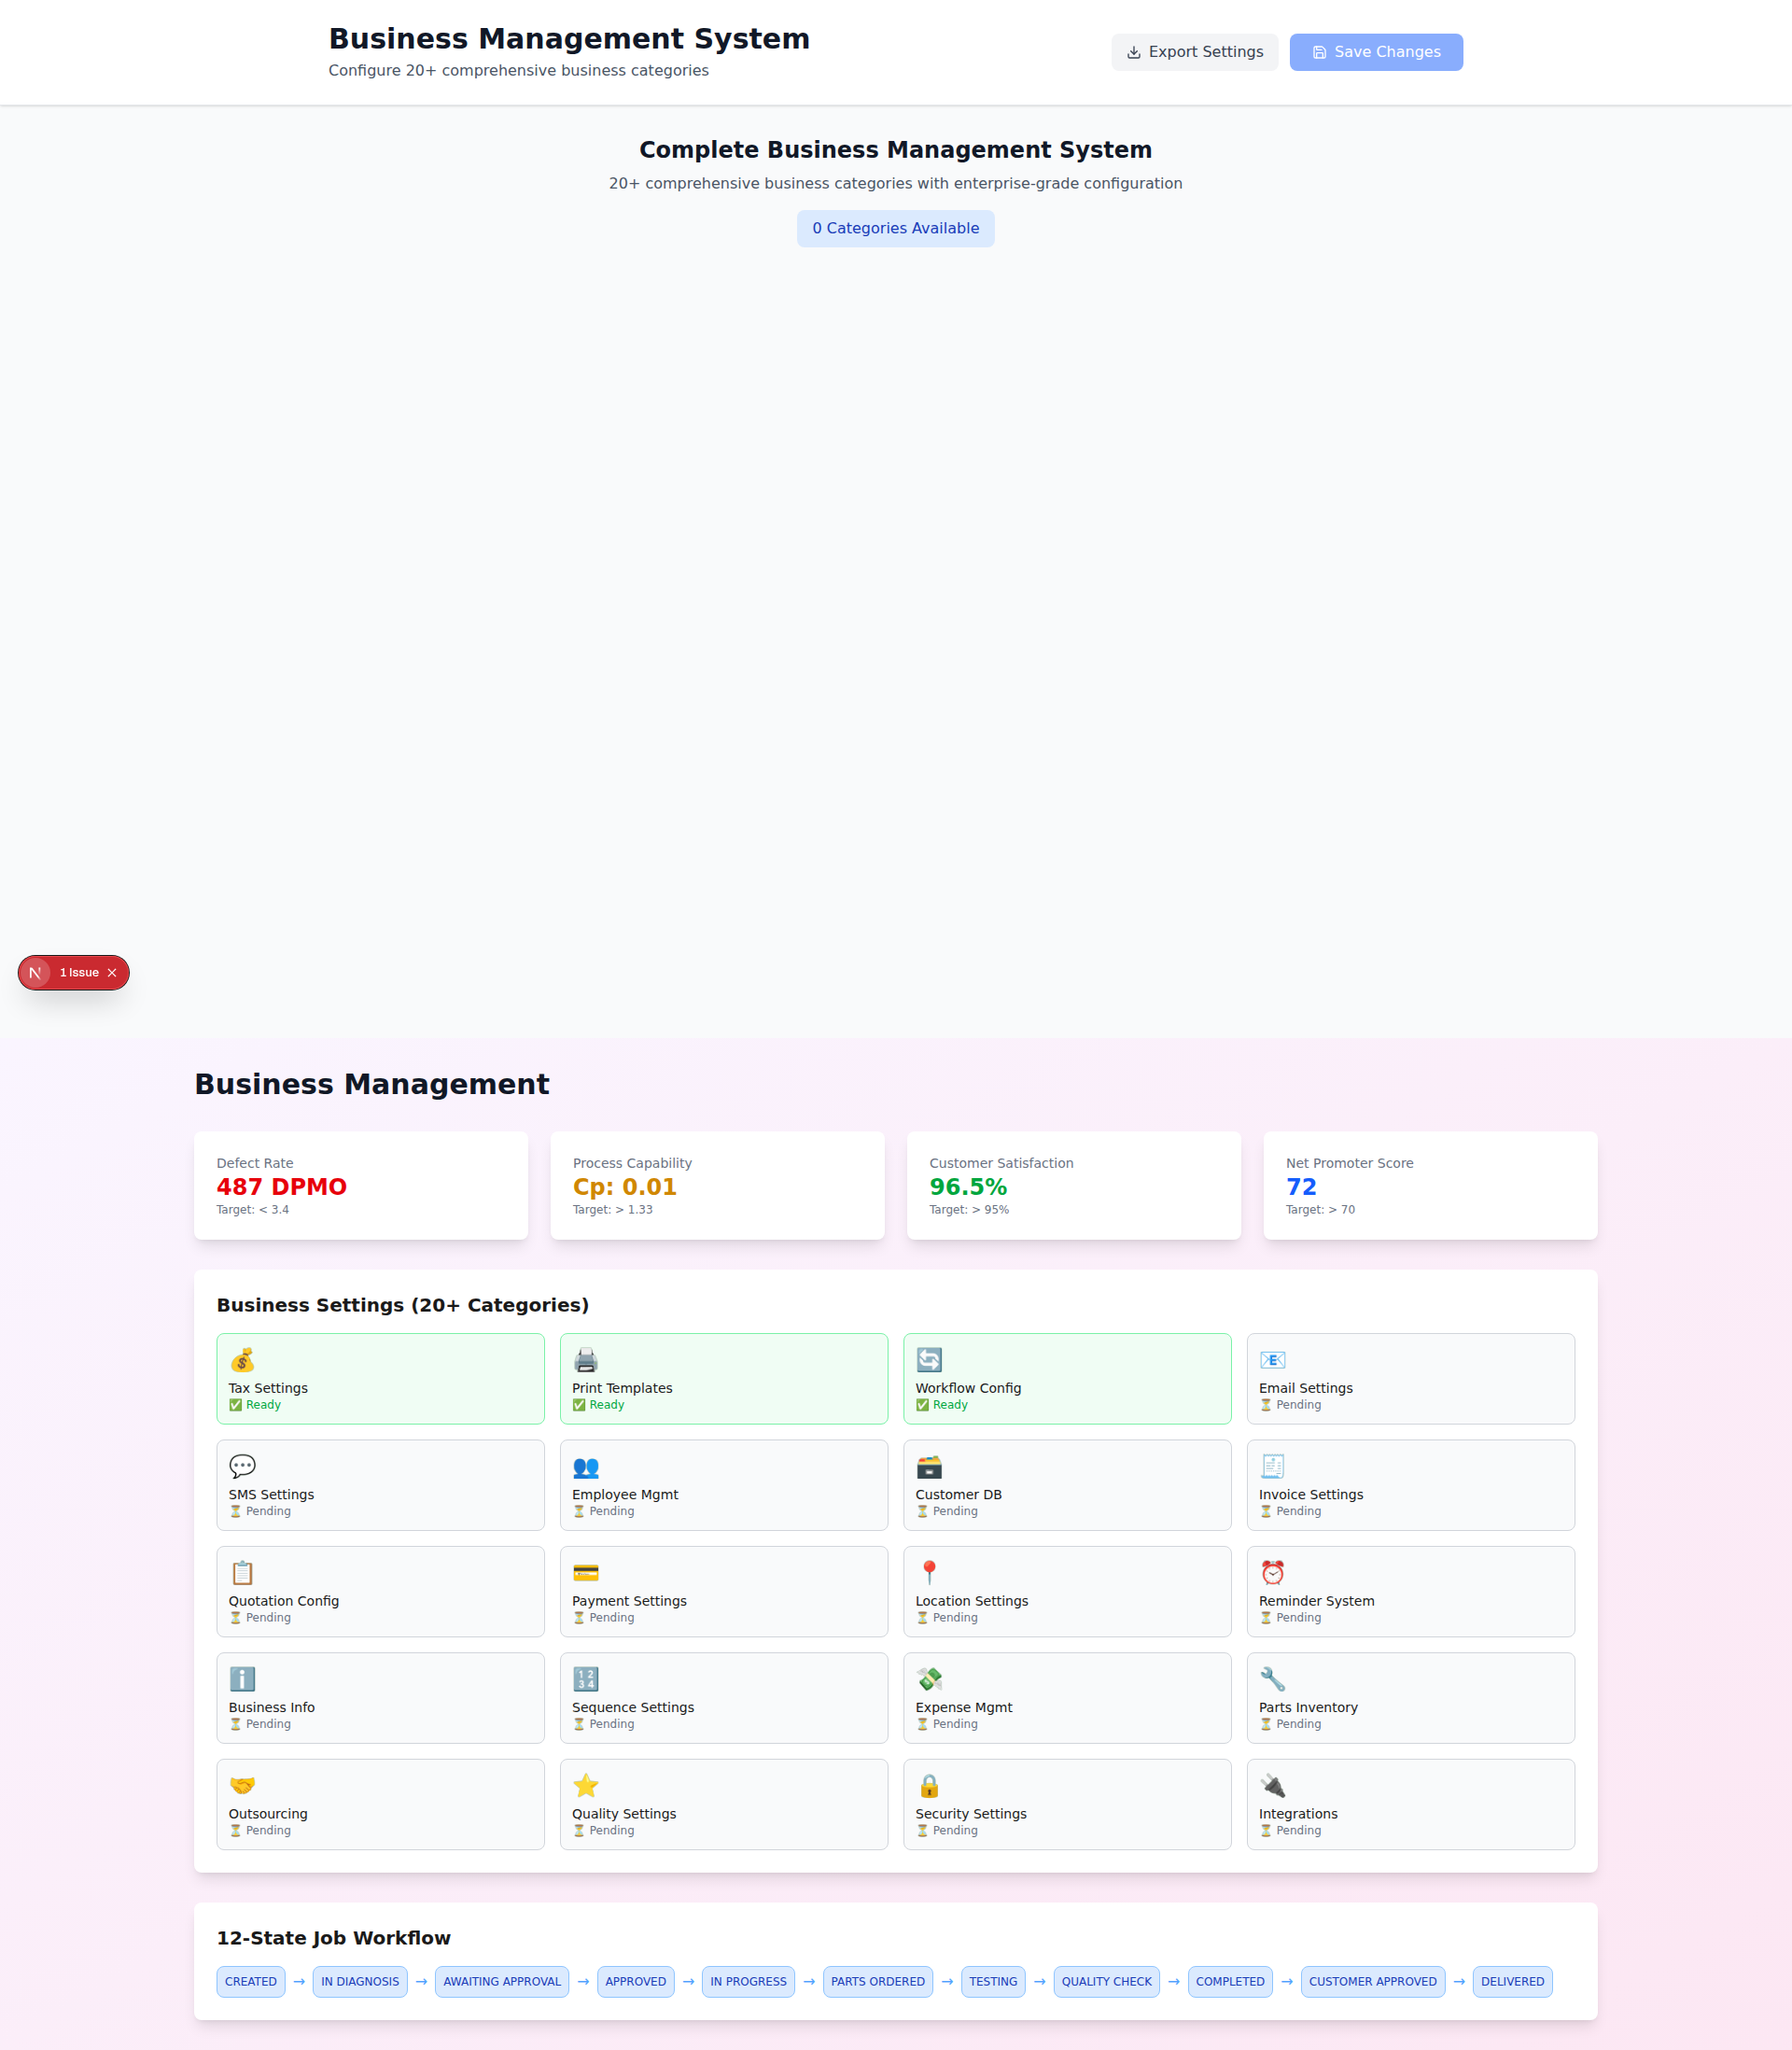 Business Management System
Configure 20+ comprehensive business categories
Export Settings
Save Changes
Complete Business Management System
20+ comprehensive business categories with enterprise-grade configuration
0 Categories Available
1 Issue
Business Management
Defect Rate
487 DPMO
Target: < 3.4
Process Capability
Cp: 0.01
Target: > 1.33
Customer Satisfaction
96.5%
Target: > 95%
Net Promoter Score
72
Target: > 70
Business Settings (20+ Categories)
💰
Tax Settings
✅ Ready
🖨️
Print Templates
✅ Ready
🔄
Workflow Config
✅ Ready
📧
Email Settings
⏳ Pending
💬
SMS Settings
⏳ Pending
👥
Employee Mgmt
⏳ Pending
🗃️
Customer DB
⏳ Pending
🧾
Invoice Settings
⏳ Pending
📋
Quotation Config
⏳ Pending
💳
Payment Settings
⏳ Pending
📍
Location Settings
⏳ Pending
⏰
Reminder System
⏳ Pending
ℹ️
Business Info
⏳ Pending
🔢
Sequence Settings
⏳ Pending
💸
Expense Mgmt
⏳ Pending
🔧
Parts Inventory
⏳ Pending
🤝
Outsourcing
⏳ Pending
⭐
Quality Settings
⏳ Pending
🔒
Security Settings
⏳ Pending
🔌
Integrations
⏳ Pending
12-State Job Workflow
CREATED → IN DIAGNOSIS → AWAITING APPROVAL → APPROVED → IN PROGRESS → PARTS ORDERED → TESTING → QUALITY CHECK → COMPLETED → CUSTOMER APPROVED → DELIVERED